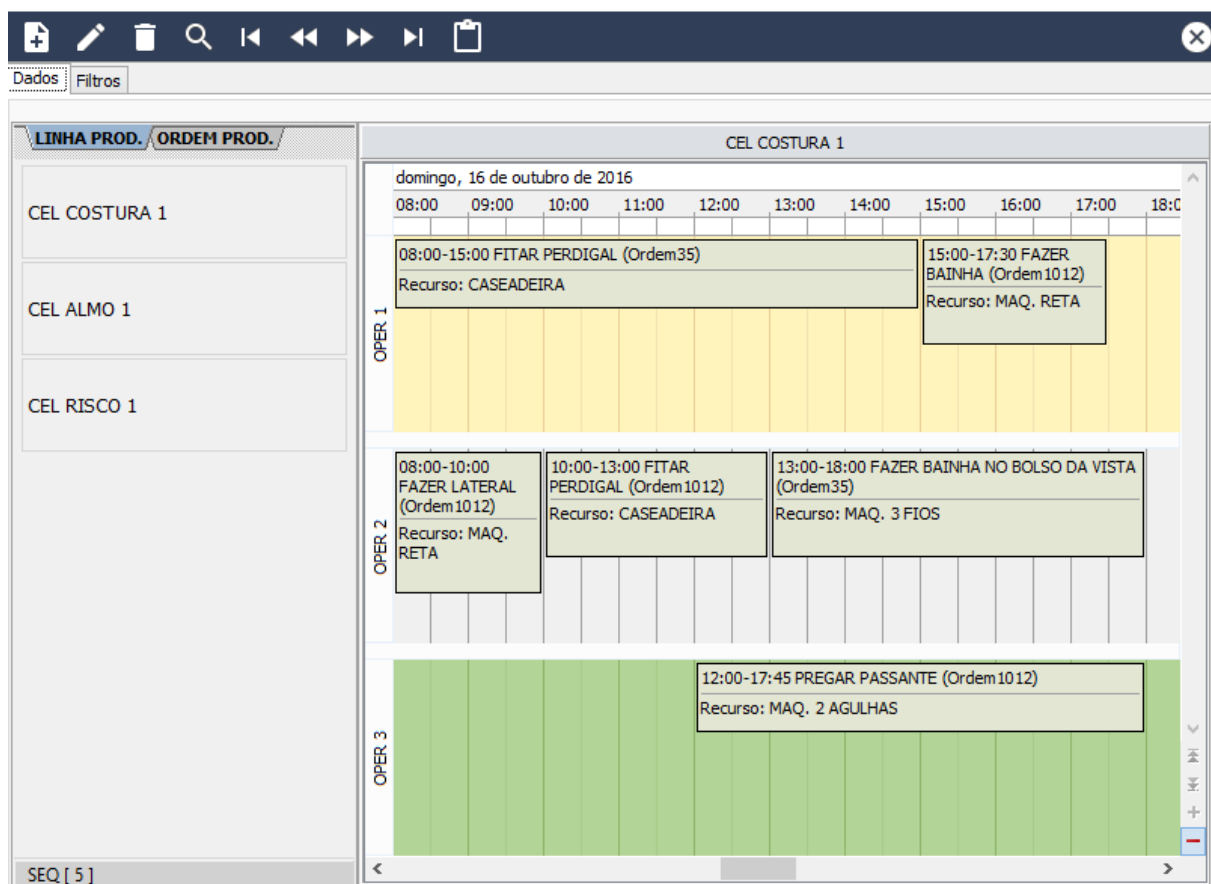 Dados Filtros
LINHA PROD. ORDEM PROD.
CEL COSTURA 1
CEL ALMO 1
CEL RISCO 1
SEQ [ 5 ]
CEL COSTURA 1
domingo, 16 de outubro de 2016
08:00 09:00 10:00 11:00 12:00 13:00 14:00 15:00 16:00 17:00 18:0
OPER 1
08:00-15:00 FITAR PERDIGAL (Ordem35)
Recurso: CASEADEIRA
15:00-17:30 FAZER
BAINHA (Ordem1012)
Recurso: MAQ. RETA
OPER 2
08:00-10:00
FAZER LATERAL
(Ordem1012)
Recurso: MAQ.
RETA
10:00-13:00 FITAR
PERDIGAL (Ordem1012)
Recurso: CASEADEIRA
13:00-18:00 FAZER BAINHA NO BOLSO DA VISTA
(Ordem35)
Recurso: MAQ. 3 FIOS
OPER 3
12:00-17:45 PREGAR PASSANTE (Ordem1012)
Recurso: MAQ. 2 AGULHAS